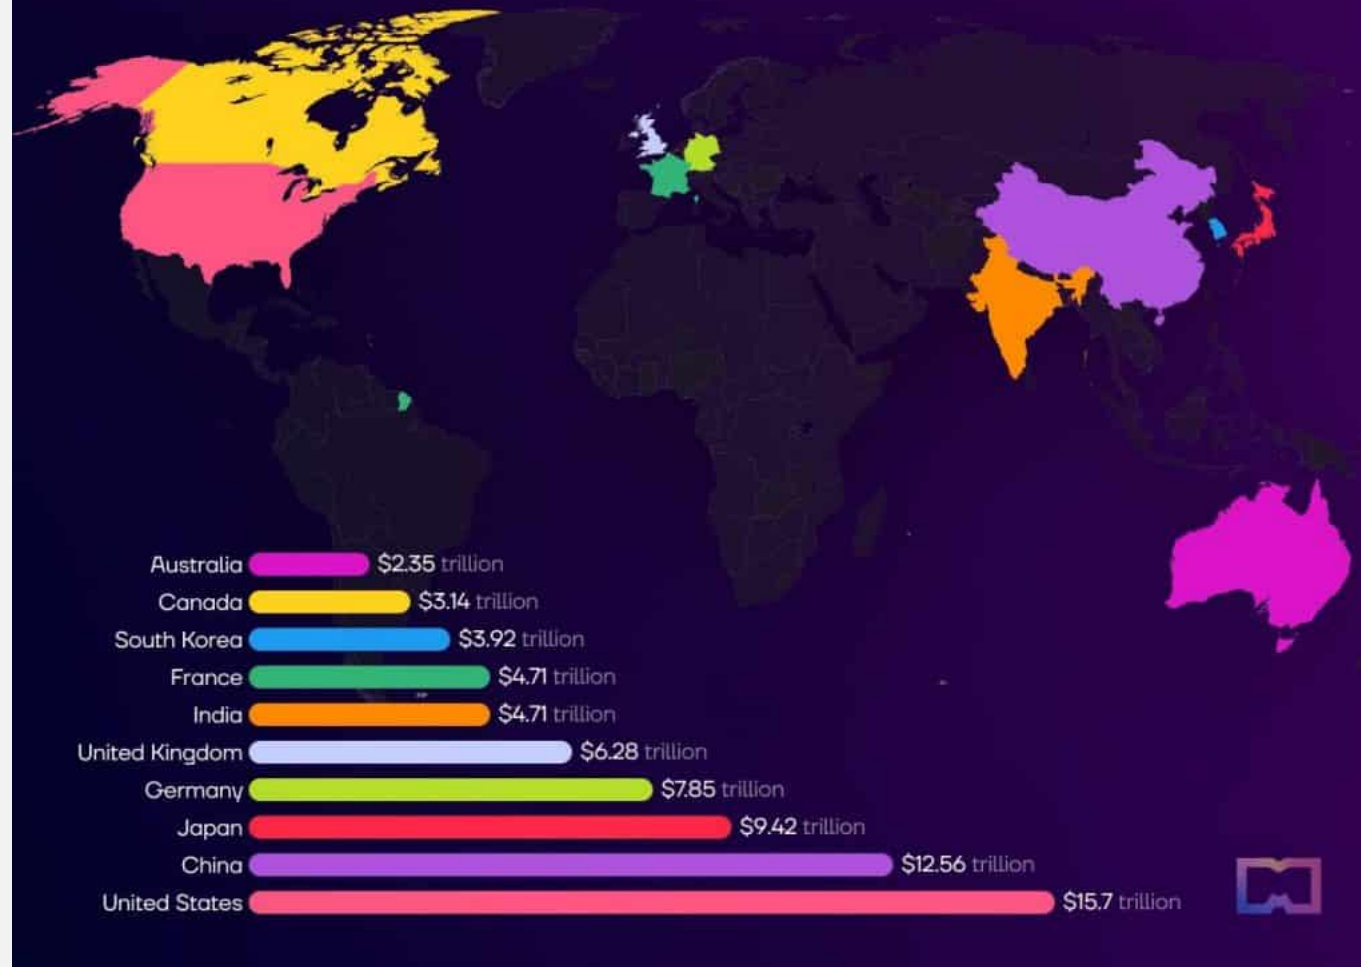 Australia $2.35 trillion
Canada $3.14 trillion
South Korea $3.92 trillion
France $4.71 trillion
India $4.71 trillion
United Kingdom $6.28 trillion
Germany $7.85 trillion
Japan $9.42 trillion
China $12.56 trillion
United States $15.7 trillion